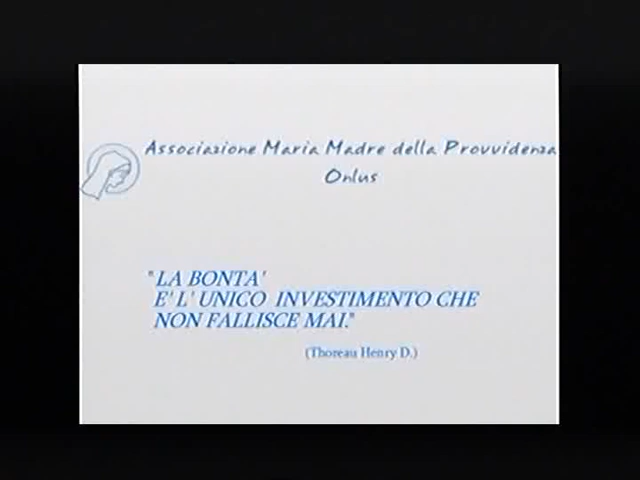 Associazione Maria Madre della Provvidenza
Onlus
"LA BONTA'
E' L' UNICO INVESTIMENTO CHE
NON FALLISCE MAI."
(Thoreau Henry D.)